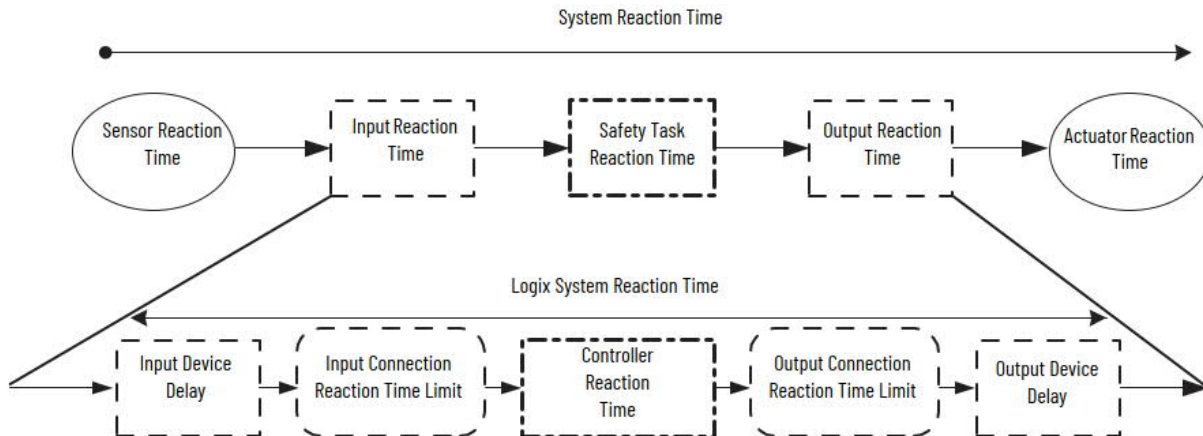 System Reaction Time
Sensor Reaction
Time
Input Reaction
Time
Safety Task
Reaction Time
Output Reaction
Time
Actuator Reaction
Time
Logix System Reaction Time
Input Device
Delay
Input Connection
Reaction Time Limit
Controller
Reaction
Time
Output Connection
Reaction Time Limit
Output Device
Delay